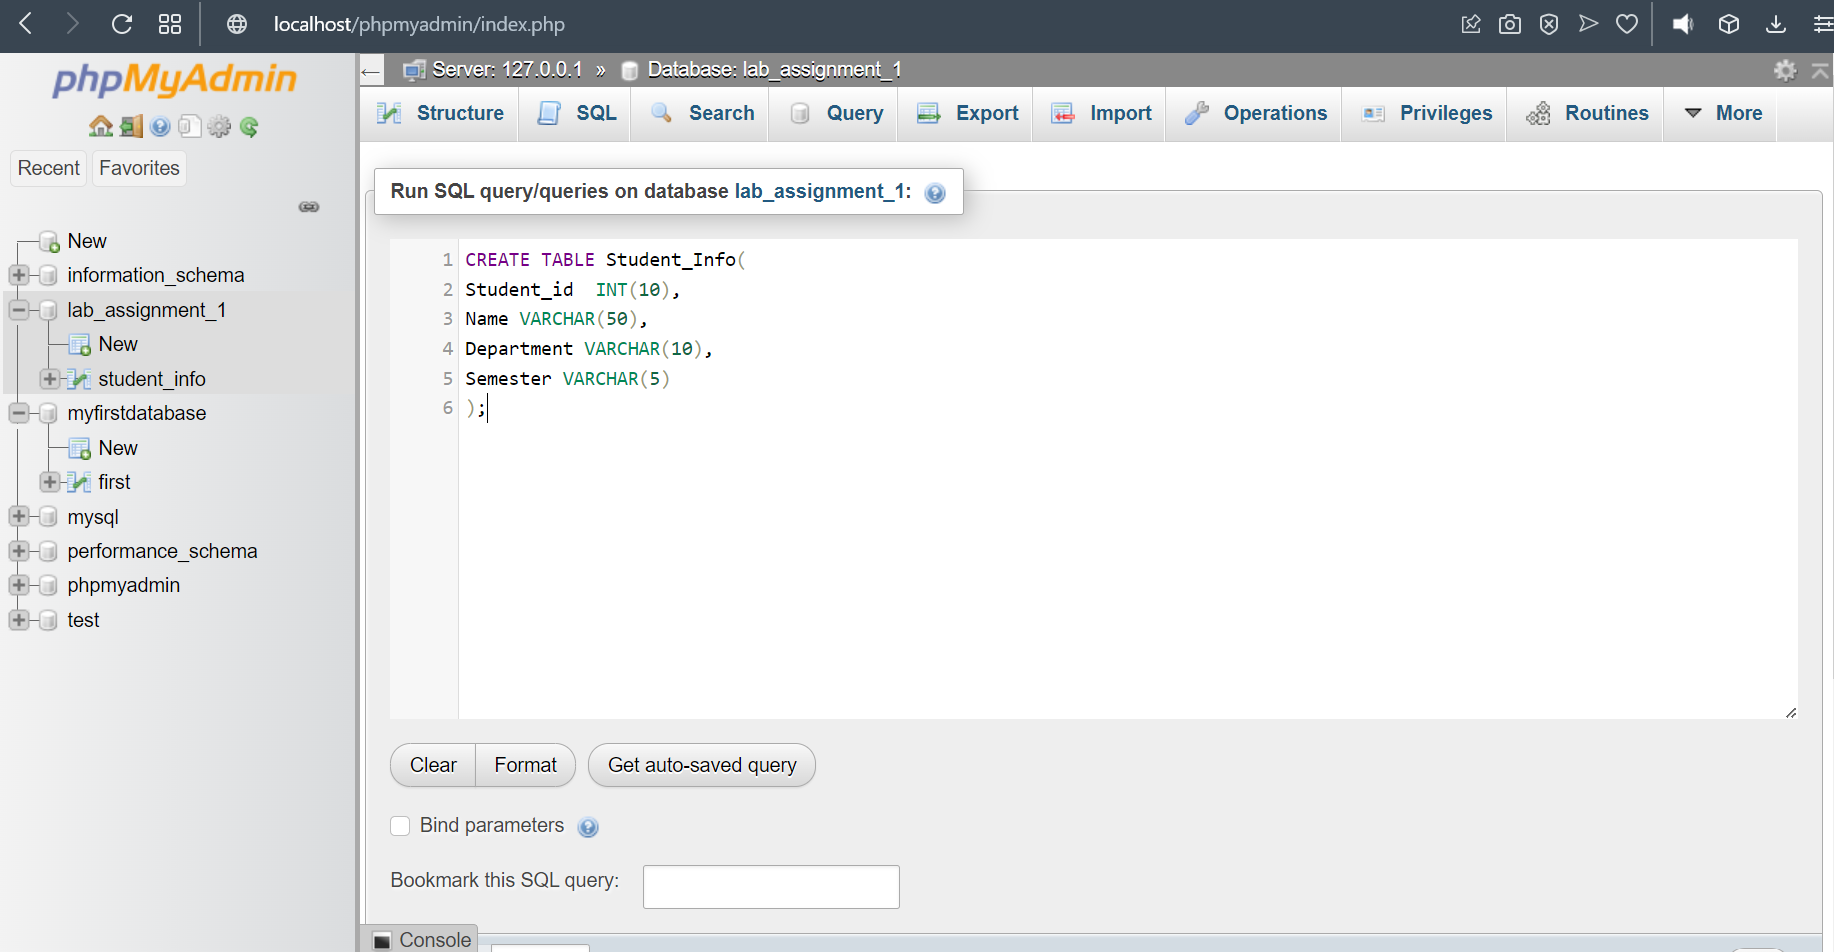 localhost/phpmyadmin/index.php
phpMyAdmin
Recent Favorites
New
information_schema
lab_assignment_1
New
student_info
myfirstdatabase
New
first
mysql
performance_schema
phpmyadmin
test
← Server: 127.0.0.1 » Database: lab_assignment_1
Structure SQL Search Query Export Import Operations Privileges Routines More
Run SQL query/queries on database lab_assignment_1:
1 CREATE TABLE Student_Info(
2 Student_id  INT(10),
3 Name VARCHAR(50),
4 Department VARCHAR(10),
5 Semester VARCHAR(5)
6 );
Clear Format Get auto-saved query
Bind parameters
Bookmark this SQL query:
Console